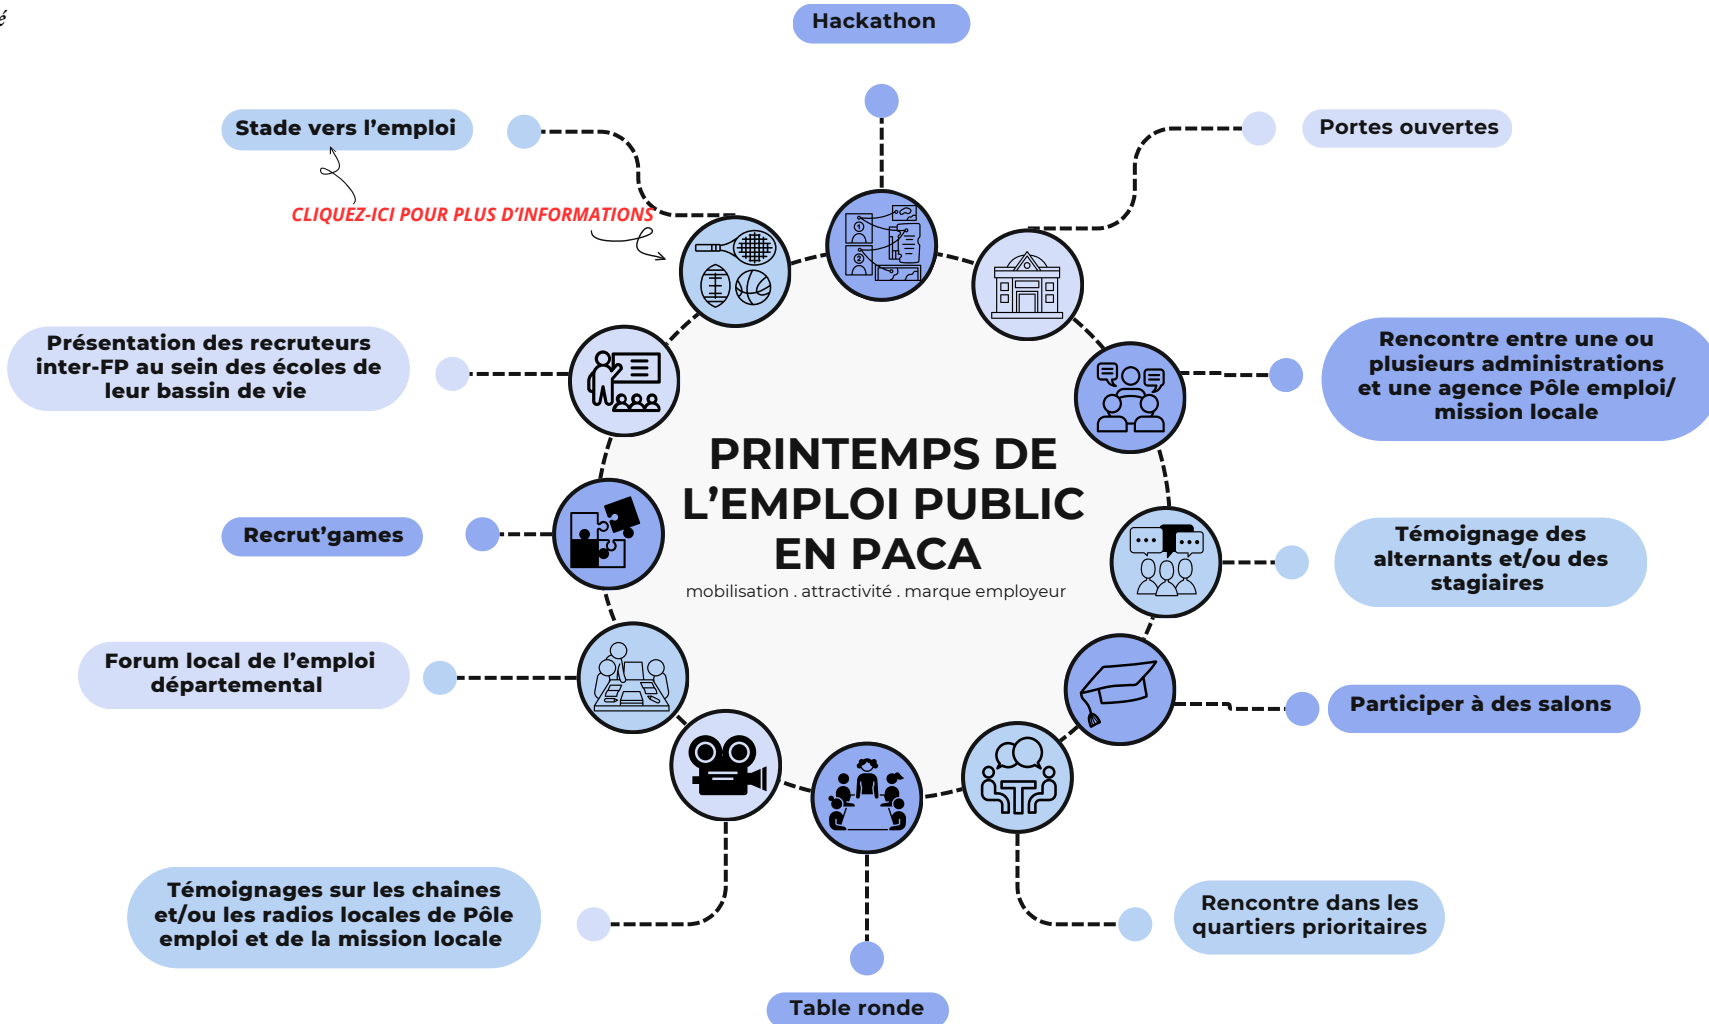 é
Hackathon
Stade vers l’emploi
Portes ouvertes
CLIQUEZ-ICI POUR PLUS D’INFORMATIONS
1
2
Présentation des recruteurs
inter-FP au sein des écoles de
leur bassin de vie
Rencontre entre une ou
plusieurs administrations
et une agence Pôle emploi/
mission locale
PRINTEMPS DE
L’EMPLOI PUBLIC
EN PACA
mobilisation . attractivité . marque employeur
Recrut’games
Témoignage des
alternants et/ou des
stagiaires
Forum local de l’emploi
départemental
Participer à des salons
Témoignages sur les chaines
et/ou les radios locales de Pôle
emploi et de la mission locale
Rencontre dans les
quartiers prioritaires
Table ronde